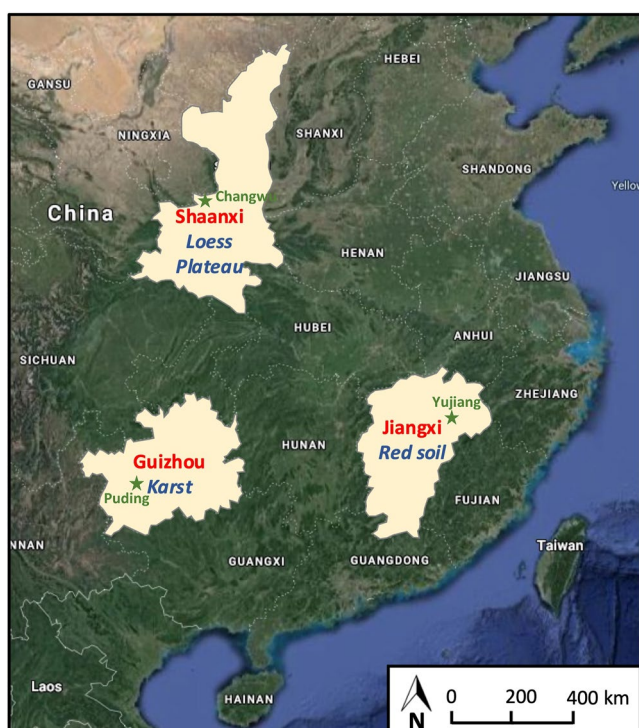 HEBEI
GANSU
NINGXIA
SHANXI
SHANDONG
Yellow
Changw
China
Shaanxi
Loess
Plateau
HENAN
JIANGSU
HUBEI
ANHUI
SICHUAN
ZHEJIANG
Yujiang
Jiangxi
Red soil
HUNAN
Guizhou
Karst
Puding
FUJIAN
NNAN
GUANGXI
GUANGDONG
Taiwan
Laos
HAINAN
N
0 200 400 km